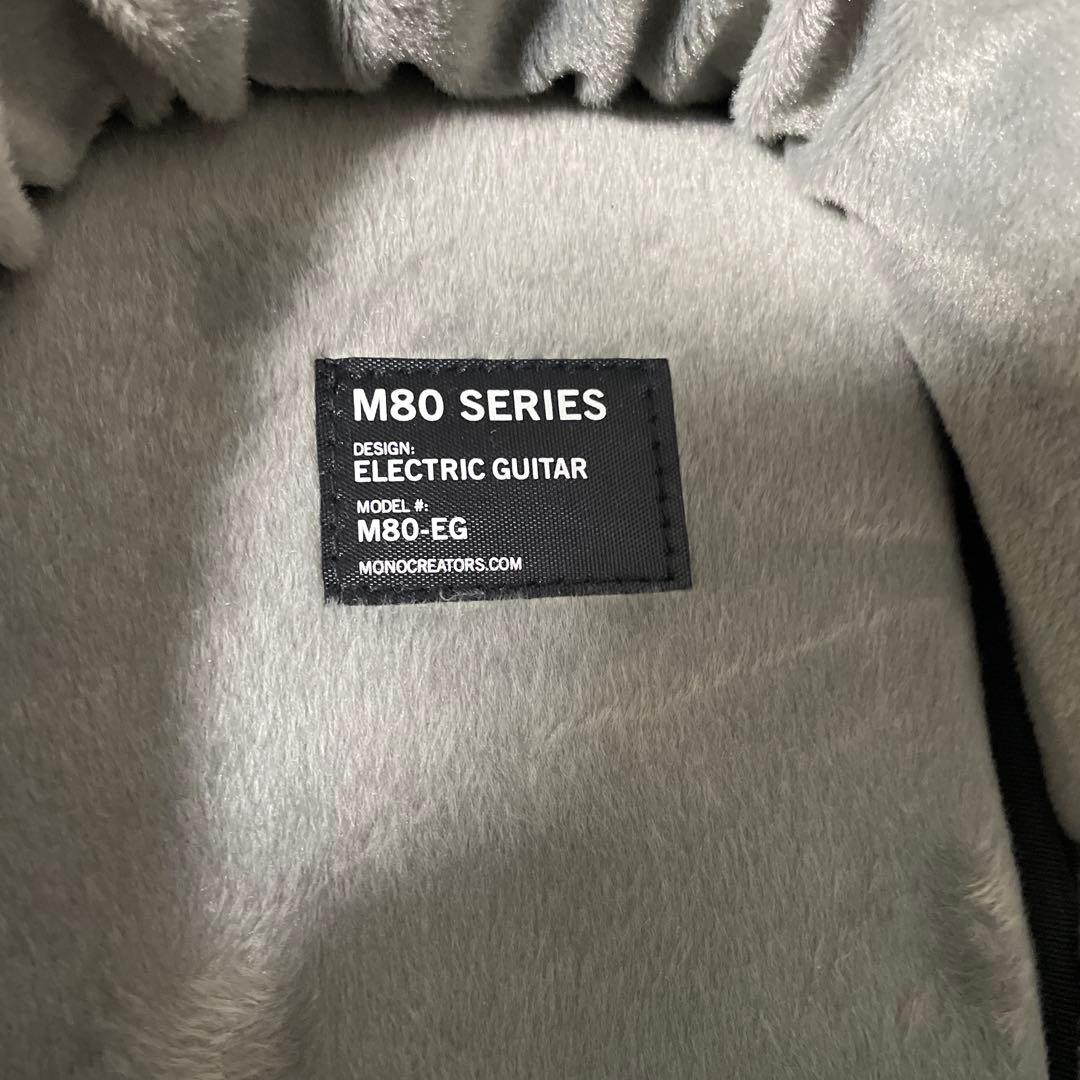 M80 SERIES
DESIGN:
ELECTRIC GUITAR
MODEL #:
M80-EG
MONOCREATORS.COM